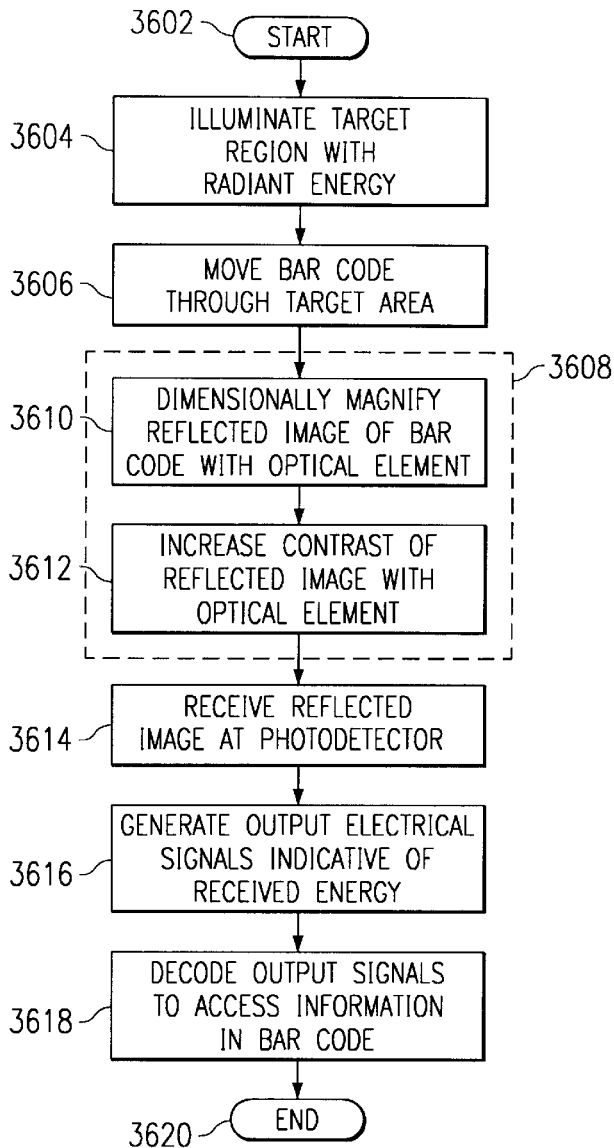 3602
START
3604
ILLUMINATE TARGET
REGION WITH
RADIANT ENERGY
3606
MOVE BAR CODE
THROUGH TARGET AREA
3608
3610
DIMENSIONALLY MAGNIFY
REFLECTED IMAGE OF BAR
CODE WITH OPTICAL ELEMENT
3612
INCREASE CONTRAST OF
REFLECTED IMAGE WITH
OPTICAL ELEMENT
3614
RECEIVE REFLECTED
IMAGE AT PHOTODETECTOR
3616
GENERATE OUTPUT ELECTRICAL
SIGNALS INDICATIVE OF
RECEIVED ENERGY
3618
DECODE OUTPUT SIGNALS
TO ACCESS INFORMATION
IN BAR CODE
3620
END